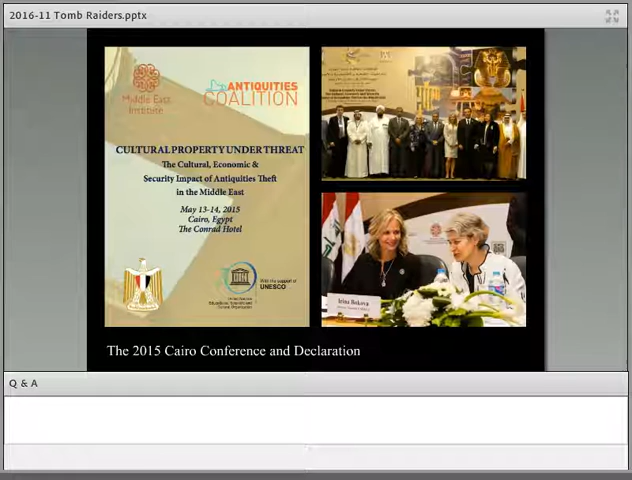 2016-11 Tomb Raiders.pptx
Middle East
Institute
ANTIQUITIES
COALITION
CULTURAL PROPERTY UNDER THREAT
The Cultural, Economic &
Security Impact of Antiquities Theft
in the Middle East
May 13-14, 2015
Cairo, Egypt
The Conrad Hotel
With the support of
UNESCO
Irina Bokova
The 2015 Cairo Conference and Declaration
Q & A